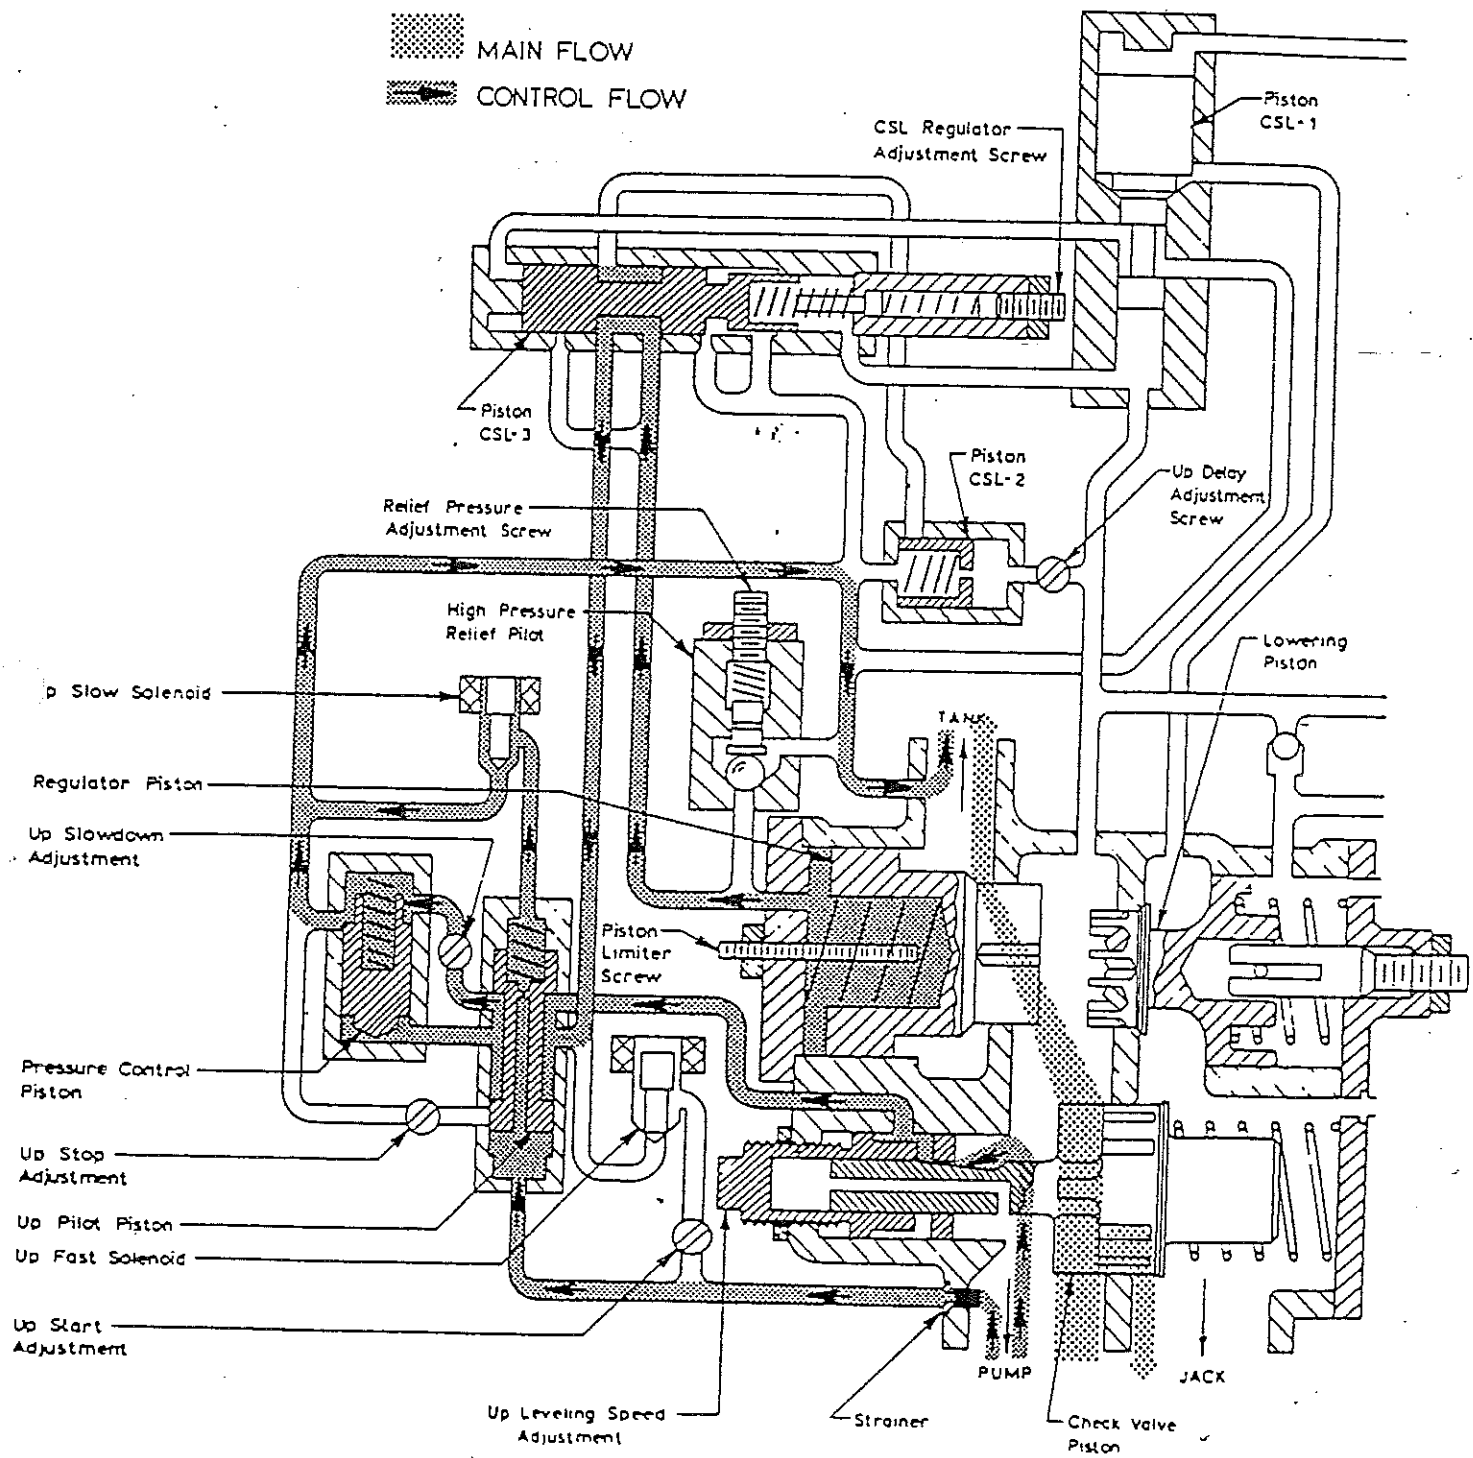 MAIN FLOW
CONTROL FLOW
Piston
CSL-1
CSL Regulator
Adjustment Screw
Piston
CSL-3
Piston
CSL-2
Up Delay
Adjustment
Screw
Relief Pressure
Adjustment Screw
High Pressure
Relief Pilot
Lowering
Piston
p Slow Solenoid
TANK
Regulator Piston
Up Slowdown
Adjustment
Piston
Limiter
Screw
Pressure Control
Piston
Up Stop
Adjustment
Up Pilot Piston
Up Fast Solenoid
Up Start
Adjustment
PUMP
JACK
Up Leveling Speed
Adjustment
Strainer
Check Valve
Piston